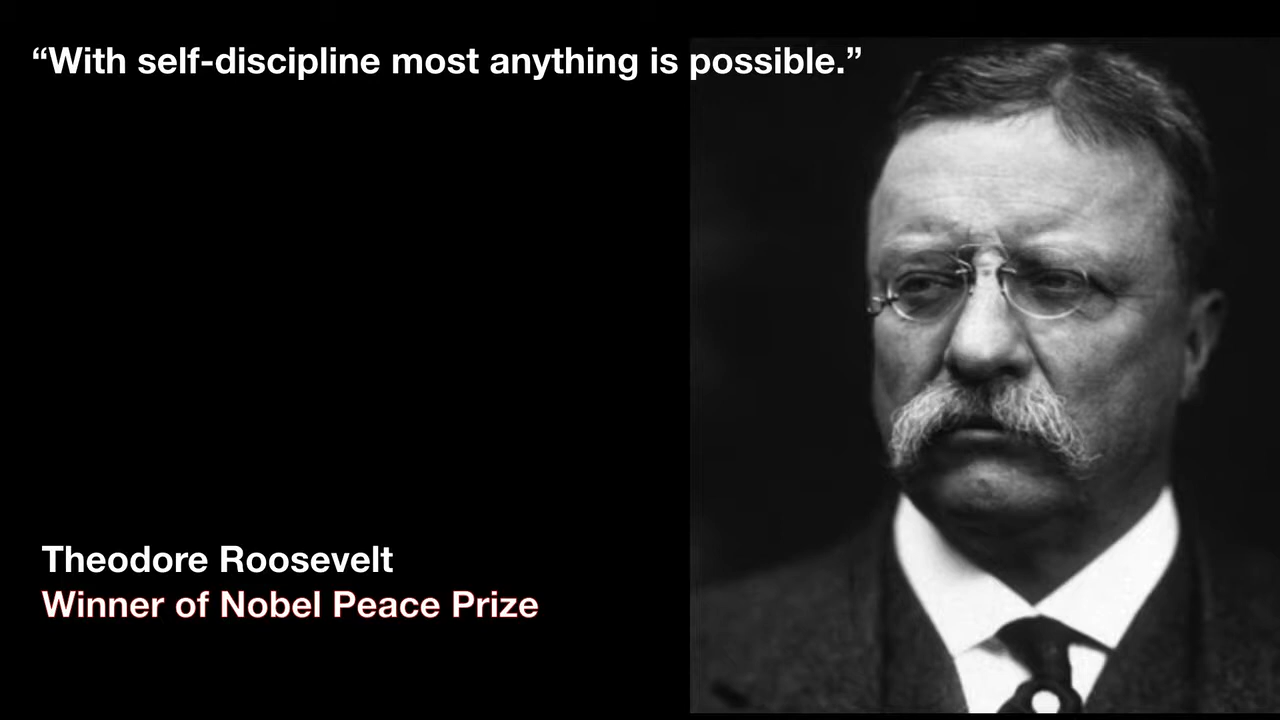 “With self-discipline most anything is possible.”
Theodore Roosevelt
Winner of Nobel Peace Prize